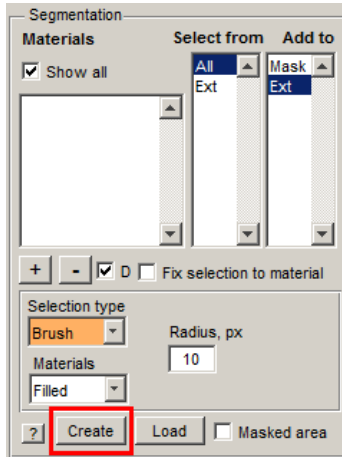 Segmentation
Materials Select from Add to
Show all
All Mask
Ext Ext
+ - D Fix selection to material
Selection type
Brush Radius, px
10
Materials
Filled
? Create Load Masked area